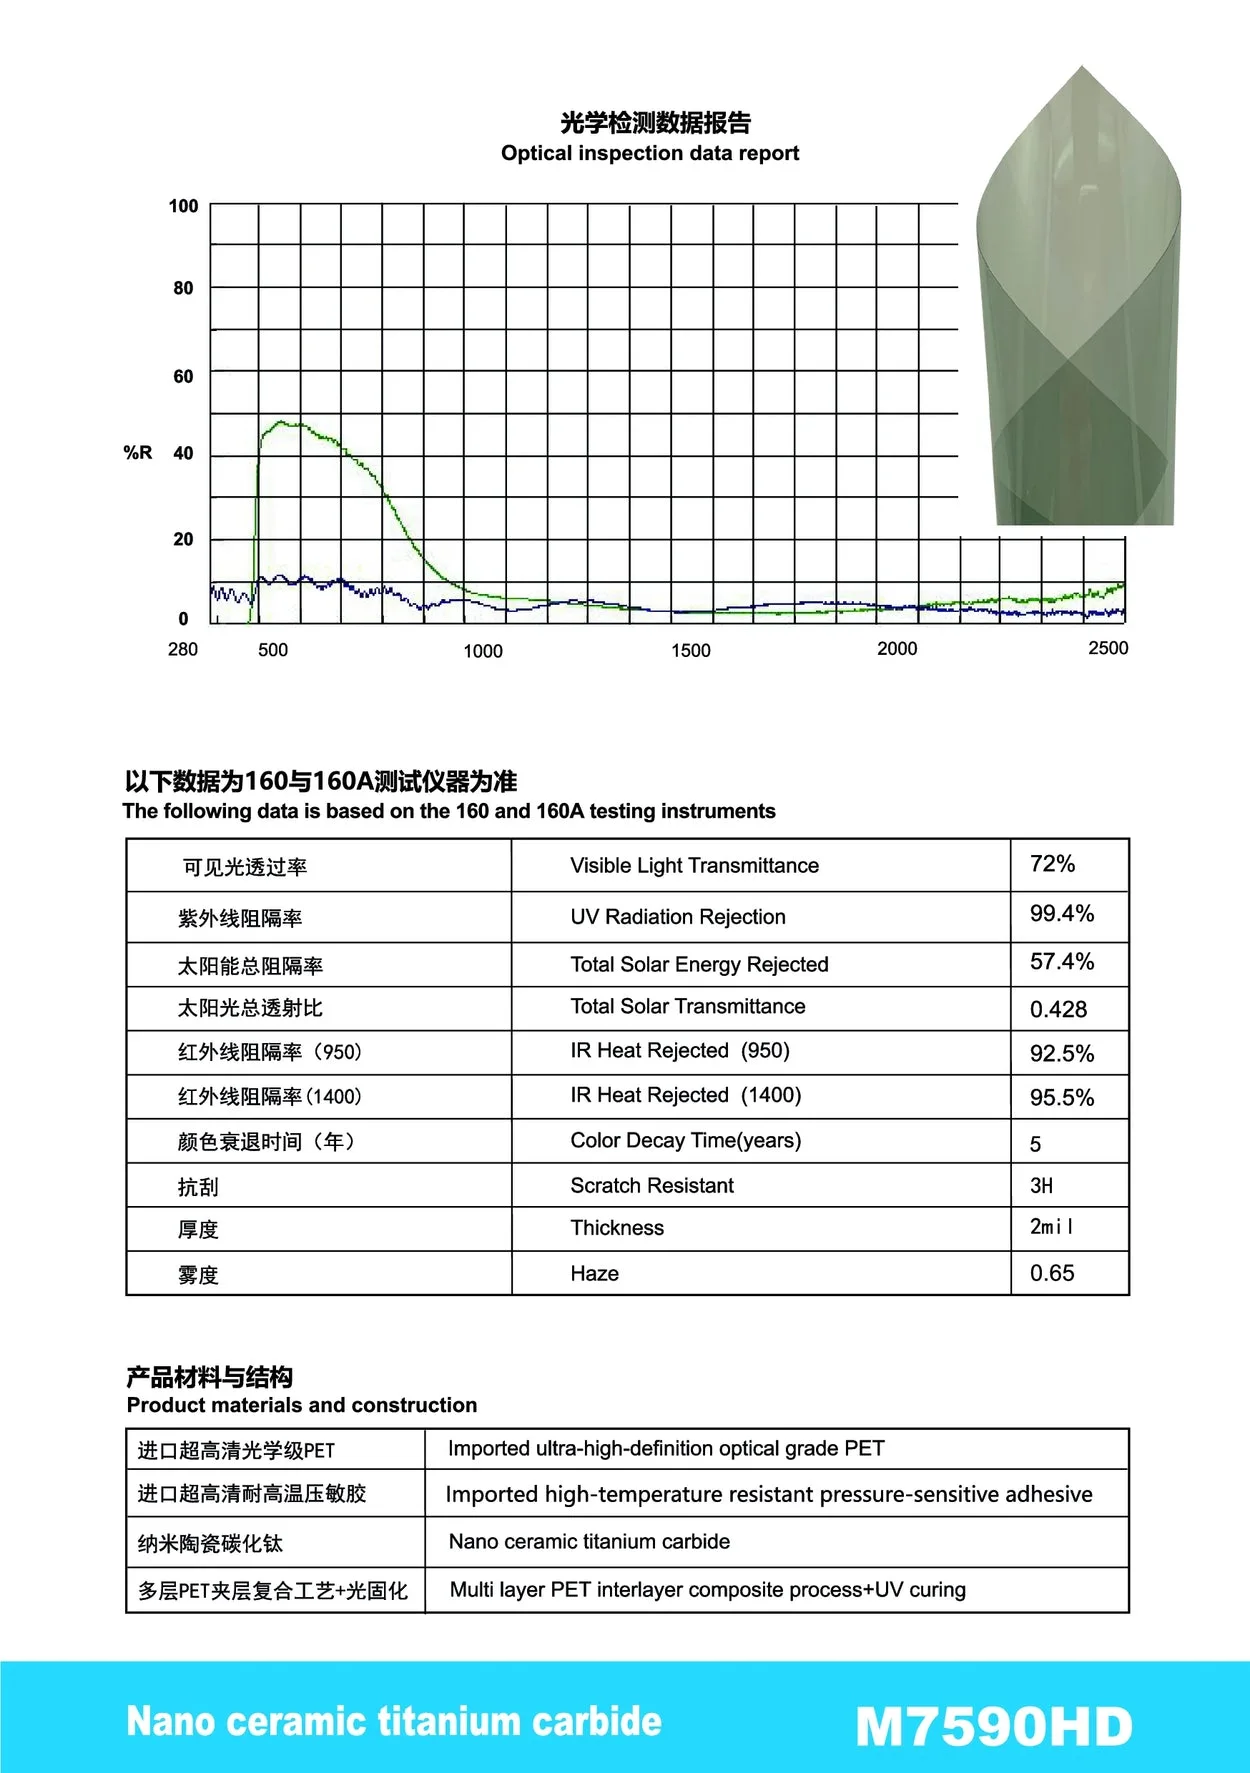 光学检测数据报告
Optical inspection data report
100
80
60
%R 40
20
0
280 500 1000 1500 2000 2500
以下数据为160与160A测试仪器为准
The following data is based on the 160 and 160A testing instruments
可见光透过率 Visible Light Transmittance 72%
紫外线阻隔率 UV Radiation Rejection 99.4%
太阳能总阻隔率 Total Solar Energy Rejected 57.4%
太阳光总透射比 Total Solar Transmittance 0.428
红外线阻隔率（950) IR Heat Rejected (950) 92.5%
红外线阻隔率(1400) IR Heat Rejected (1400) 95.5%
颜色衰退时间（年） Color Decay Time(years) 5
抗刮 Scratch Resistant 3H
厚度 Thickness 2mil
雾度 Haze 0.65
产品材料与结构
Product materials and construction
进口超高清光学级PET Imported ultra-high-definition optical grade PET
进口超高清耐高温压敏胶 Imported high-temperature resistant pressure-sensitive adhesive
纳米陶瓷碳化钛 Nano ceramic titanium carbide
多层PET夹层复合工艺+光固化 Multi layer PET interlayer composite process+UV curing
Nano ceramic titanium carbide M7590HD